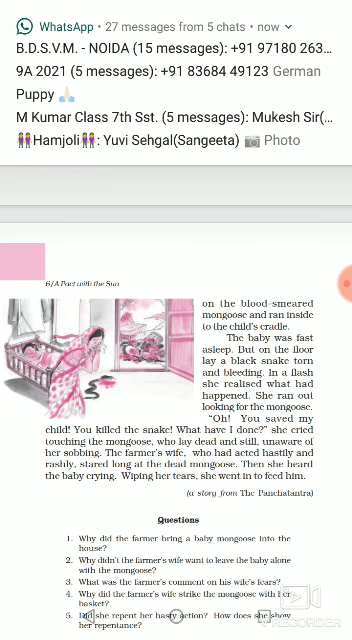 WhatsApp • 27 messages from 5 chats • now
B.D.S.V.M. - NOIDA (15 messages): +91 97180 263...
9A 2021 (5 messages): +91 83684 49123 German
Puppy 🙏🏻
M Kumar Class 7th Sst. (5 messages): Mukesh Sir(...
👭Hamjoli👭: Yuvi Sehgal(Sangeeta) 📷 Photo
6/A Pact with the Sun
on the blood-smeared
mongoose and ran inside
to the child's cradle.
The baby was fast
asleep. But on the floor
lay a black snake torn
and bleeding. In a flash
she realised what had
happened. She ran out
looking for the mongoose.
"Oh! You saved my
child! You killed the snake! What have I done?" she cried
touching the mongoose, who lay dead and still, unaware of
her sobbing. The farmer's wife, who had acted hastily and
rashly, stared long at the dead mongoose. Then she heard
the baby crying. Wiping her tears, she went in to feed him.
(a story from The Panchatantra)
Questions
1. Why did the farmer bring a baby mongoose into the
house?
2. Why didn't the farmer's wife want to leave the baby alone
with the mongoose?
3. What was the farmer's comment on his wife's fears?
4. Why did the farmer's wife strike the mongoose with her
basket?
5. Did she repent her hasty action? How does she show
her repentance?
RECORDER